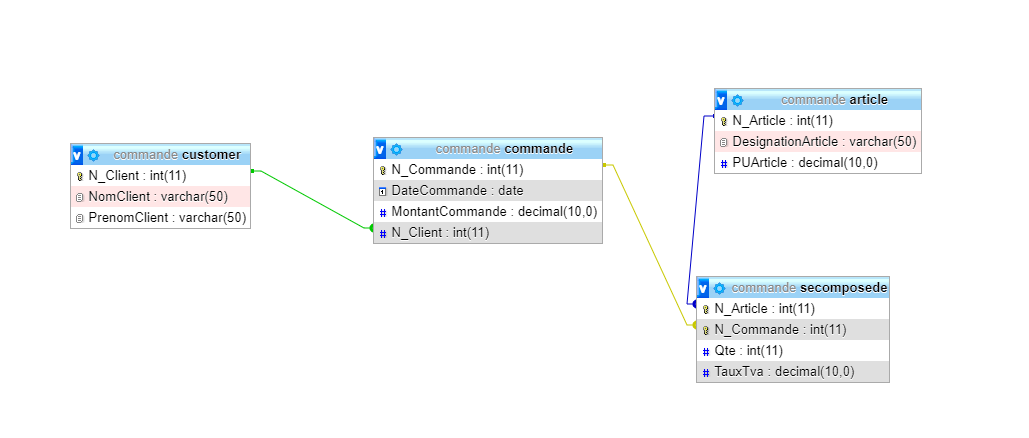 v commande customer
N_Client : int(11)
NomClient : varchar(50)
PrenomClient : varchar(50)
v commande commande
N_Commande : int(11)
DateCommande : date
# MontantCommande : decimal(10,0)
# N_Client : int(11)
v commande article
N_Article : int(11)
DesignationArticle : varchar(50)
# PUArticle : decimal(10,0)
v commande secomposede
N_Article : int(11)
N_Commande : int(11)
# Qte : int(11)
# TauxTva : decimal(10,0)